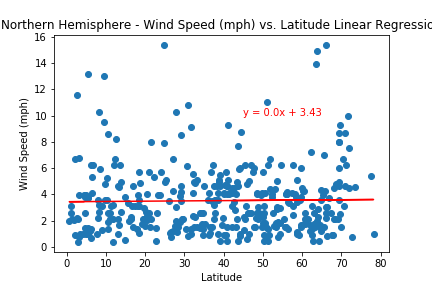 Northern Hemisphere - Wind Speed (mph) vs. Latitude Linear Regressio
16
14
12
10
8
6
4
2
0
Wind Speed (mph)
y = 0.0x + 3.43
0 10 20 30 40 50 60 70 80
Latitude